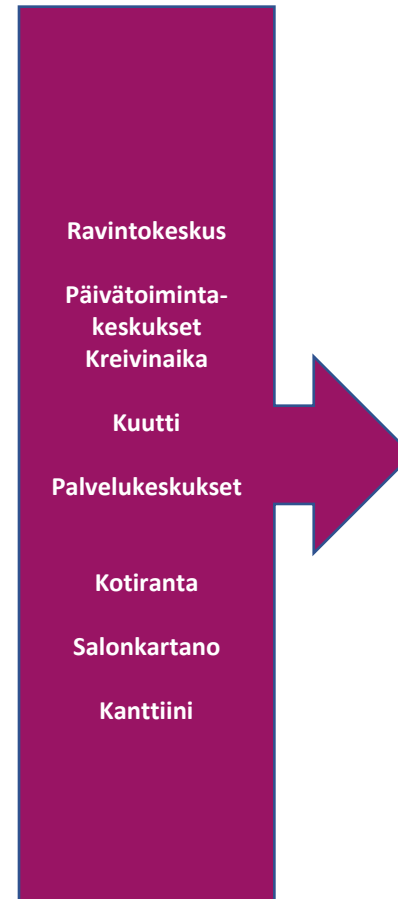 Ravintokeskus
Päivätoiminta-
keskukset
Kreivinaika
Kuutti
Palvelukeskukset
Kotiranta
Salonkartano
Kanttiini